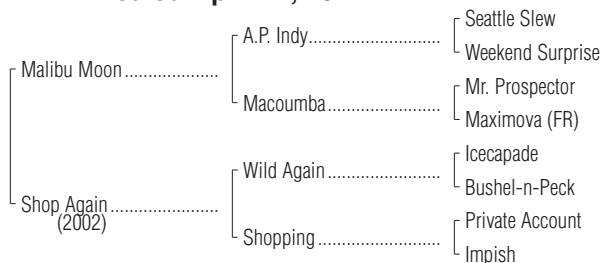 Seattle Slew
A.P. Indy
Weekend Surprise
Malibu Moon
Mr. Prospector
Macoumba
Maximova (FR)
Icecapade
Wild Again
Bushel-n-Peck
Shop Again
(2002)
Private Account
Shopping
Impish